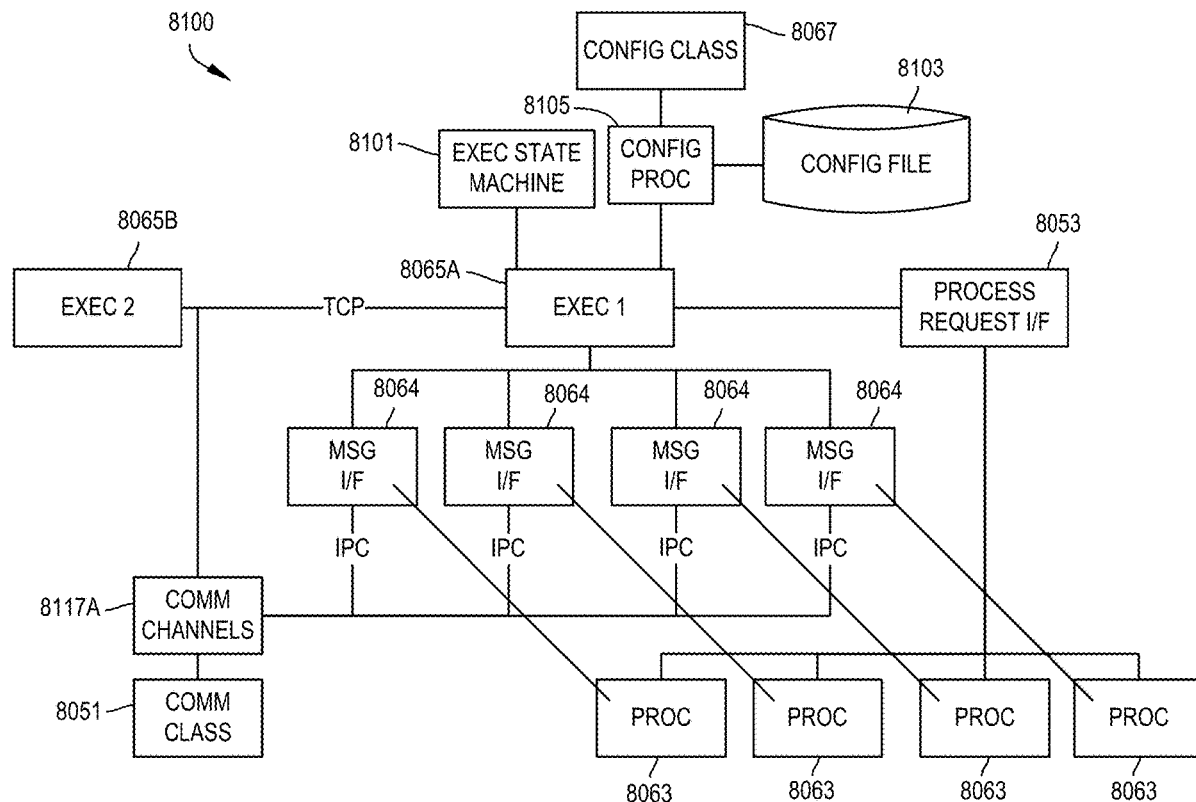 8100
CONFIG CLASS
8067
8103
8105
8101
EXEC STATE
MACHINE
CONFIG
PROC
CONFIG FILE
8065B
8065A
8053
EXEC 2
TCP
EXEC 1
PROCESS
REQUEST I/F
8064
8064
8064
8064
MSG
I/F
MSG
I/F
MSG
I/F
MSG
I/F
IPC
IPC
IPC
IPC
8117A
COMM
CHANNELS
8051
COMM
CLASS
PROC
PROC
PROC
PROC
8063
8063
8063
8063